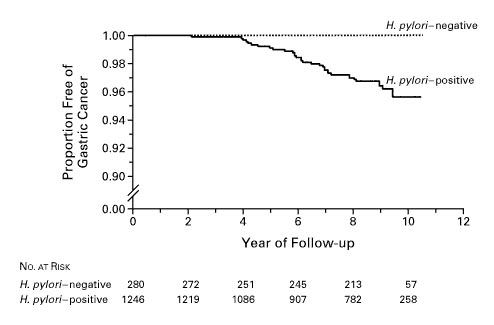 H. pylori–negative
1.00
0.98
H. pylori–positive
0.96
0.94
0.92
0.90
0.00
Proportion Free of
Gastric Cancer
0 2 4 6 8 10 12
Year of Follow-up
NO. AT RISK
H. pylori–negative 280 272 251 245 213 57
H. pylori–positive 1246 1219 1086 907 782 258